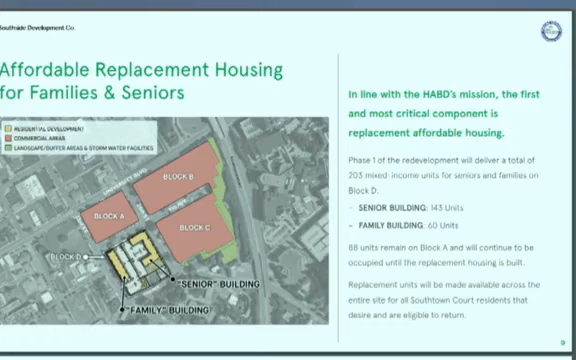 Southside Development Co.
Affordable Replacement Housing
for Families & Seniors
RESIDENTIAL DEVELOPMENT
COMMERCIAL AREAS
LANDSCAPE/BUFFER AREAS & STORM WATER FACILITIES
UNIVERSITY BLVD
BLOCK B
BLOCK A
BLOCK C
BLOCK D
"SENIOR" BUILDING
"FAMILY" BUILDING
In line with the HABD's mission, the first
and most critical component is
replacement affordable housing.
Phase 1 of the redevelopment will deliver a total of
203 mixed-income units for seniors and families on
Block D:
- SENIOR BUILDING: 143 Units
- FAMILY BUILDING: 60 Units
88 units remain on Block A and will continue to be
occupied until the replacement housing is built.
Replacement units will be made available across the
entire site for all Southtown Court residents that
desire and are eligible to return.
9